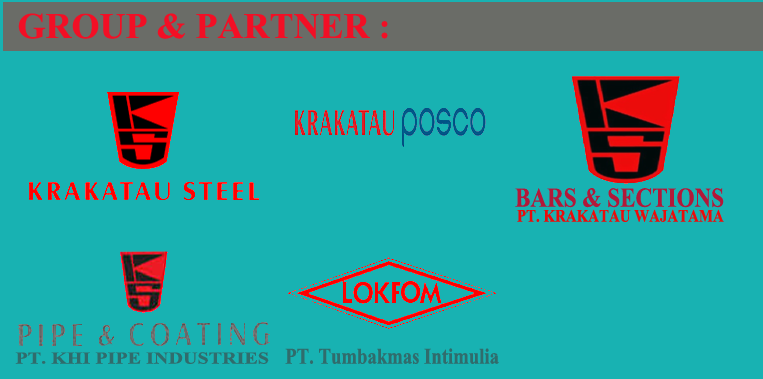 GROUP & PARTNER :
KRAKATAU STEEL
KRAKATAU posco
BARS & SECTIONS
PT. KRAKATAU WAJATAMA
PIPE & COATING
PT. KHI PIPE INDUSTRIES
LOKFOM
PT. Tumbakmas Intimulia